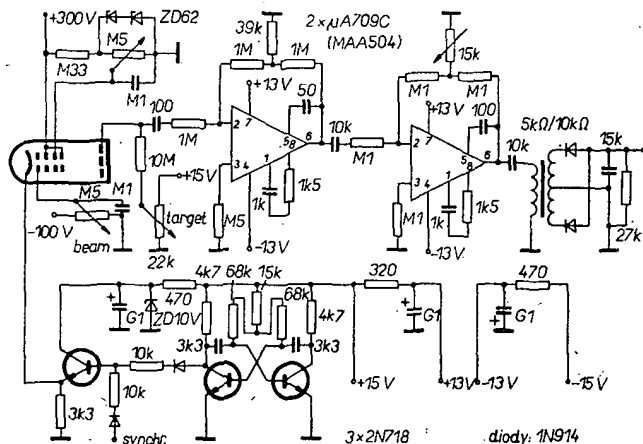 +300V
ZD62
M33
M5
M1
39k
1M
1M
2×μA709C
(MAA504)
15k
M1
M1
+13V
50
+13V
100
100
1M
2
7
3
4
1
5
8
6
10k
M1
2
7
3
4
1
5
8
6
10k
5kΩ/10kΩ
15k
10M
+15V
M5
1k
1k5
M1
1k
1k5
27k
M5
M1
-100V
beam
target
22k
-13V
-13V
4k7
68k
15k
68k
4k7
320
470
G1
470
ZD10V
+
+
G1
+
G1
10k
3k3
3k3
10k
3k3
+15V
+13V
-13V
-15V
synchr.
3×2N718
diody: 1N914